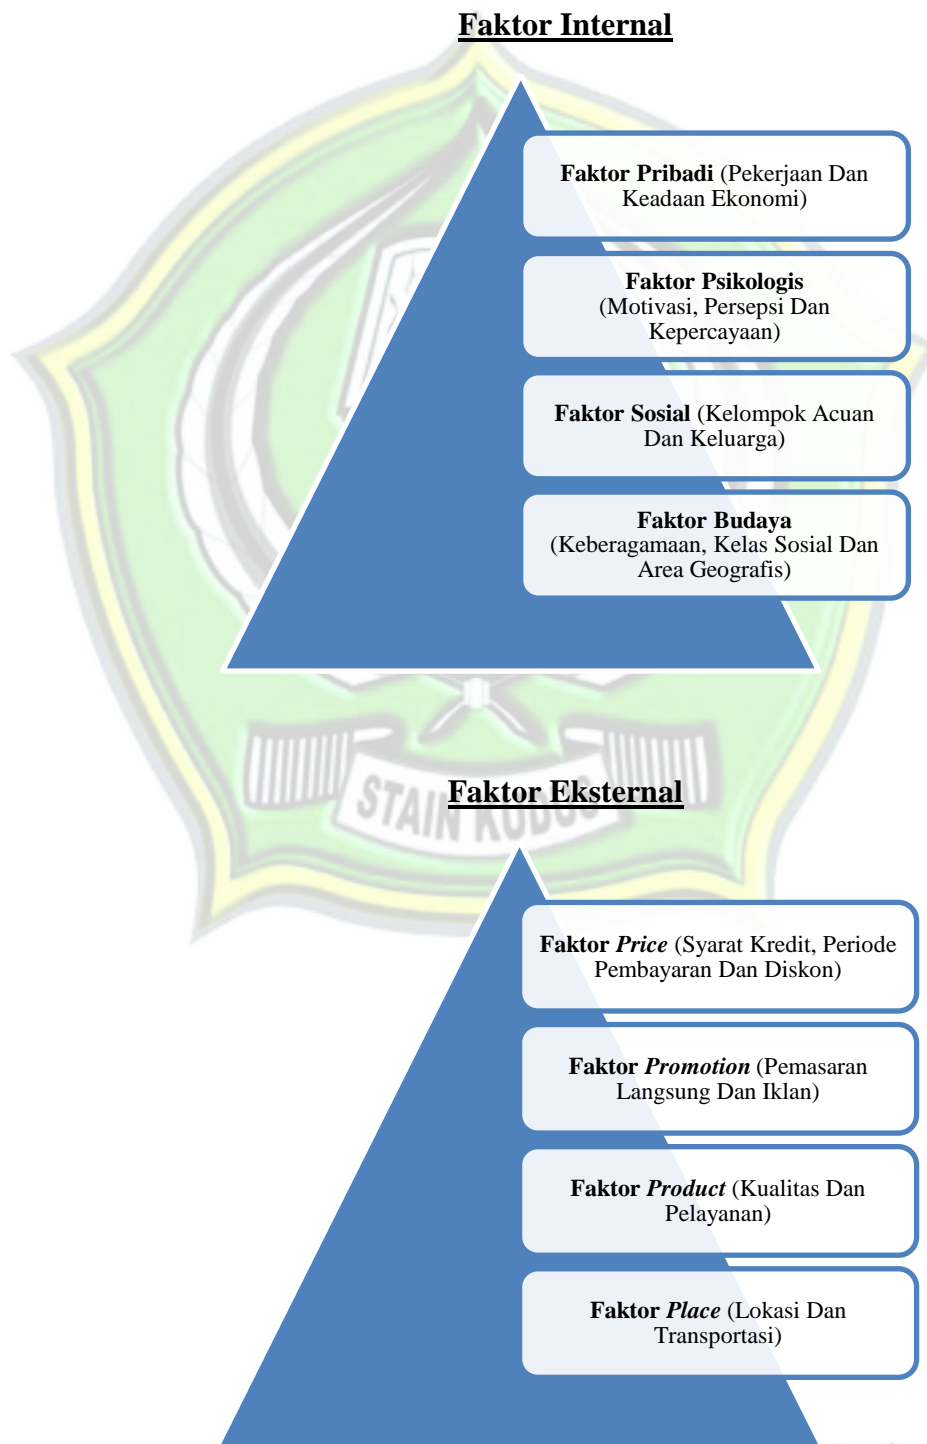 Faktor Internal
Faktor Pribadi (Pekerjaan Dan
Keadaan Ekonomi)
Faktor Psikologis
(Motivasi, Persepsi Dan
Kepercayaan)
Faktor Sosial (Kelompok Acuan
Dan Keluarga)
Faktor Budaya
(Keberagamaan, Kelas Sosial Dan
Area Geografis)
STAIN KUDUS
Faktor Eksternal
Faktor Price (Syarat Kredit, Periode
Pembayaran Dan Diskon)
Faktor Promotion (Pemasaran
Langsung Dan Iklan)
Faktor Product (Kualitas Dan
Pelayanan)
Faktor Place (Lokasi Dan
Transportasi)